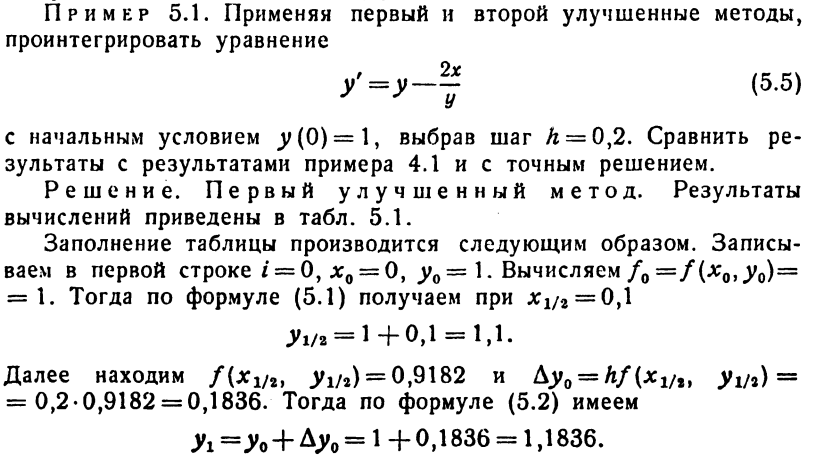 Пример 5.1. Применяя первый и второй улучшенные методы,
проинтегрировать уравнение
y′ = y — 2x/y (5.5)
с начальным условием y(0) = 1, выбрав шаг h = 0,2. Сравнить ре-
зультаты с результатами примера 4.1 и с точным решением.
Решение. Первый улучшенный метод. Результаты
вычислений приведены в табл. 5.1.
Заполнение таблицы производится следующим образом. Записы-
ваем в первой строке i = 0, x₀ = 0, y₀ = 1. Вычисляем f₀ = f(x₀, y₀) =
= 1. Тогда по формуле (5.1) получаем при x₁/₂ = 0,1
y₁/₂ = 1 + 0,1 = 1,1.
Далее находим f(x₁/₂, y₁/₂) = 0,9182 и Δy₀ = hf(x₁/₂, y₁/₂) =
= 0,2·0,9182 = 0,1836. Тогда по формуле (5.2) имеем
y₁ = y₀ + Δy₀ = 1 + 0,1836 = 1,1836.